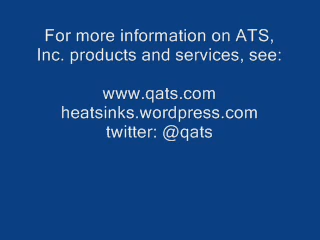 For more information on ATS,
Inc. products and services, see:
www.qats.com
heatsinks.wordpress.com
twitter: @qats